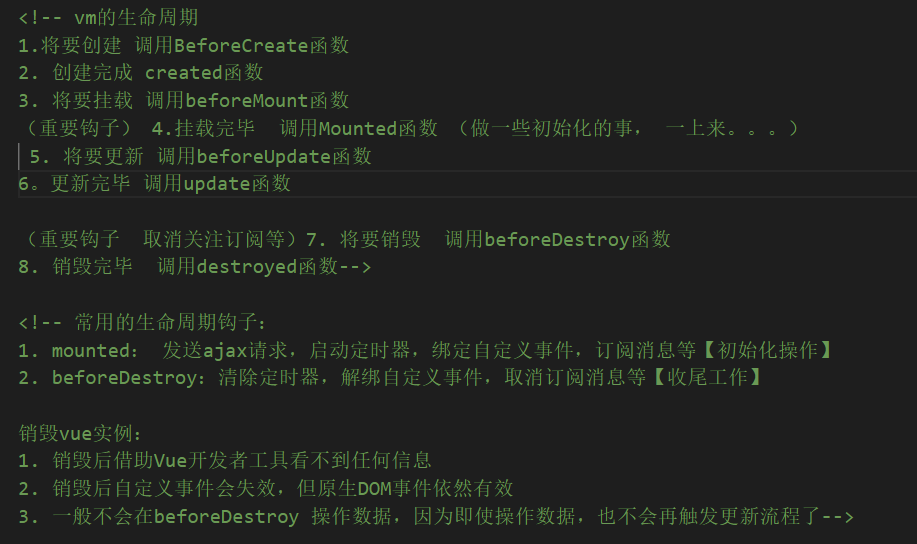 <!-- vm的生命周期
1.将要创建 调用BeforeCreate函数
2. 创建完成 created函数
3. 将要挂载 调用beforeMount函数
（重要钩子） 4.挂载完毕  调用Mounted函数 （做一些初始化的事， 一上来。。。）
5. 将要更新 调用beforeUpdate函数
6。更新完毕 调用update函数
（重要钩子  取消关注订阅等）7. 将要销毁  调用beforeDestroy函数
8. 销毁完毕  调用destroyed函数-->
<!-- 常用的生命周期钩子：
1. mounted： 发送ajax请求，启动定时器，绑定自定义事件，订阅消息等【初始化操作】
2. beforeDestroy：清除定时器，解绑自定义事件，取消订阅消息等【收尾工作】
销毁vue实例：
1. 销毁后借助Vue开发者工具看不到任何信息
2. 销毁后自定义事件会失效，但原生DOM事件依然有效
3. 一般不会在beforeDestroy 操作数据，因为即使操作数据，也不会再触发更新流程了-->